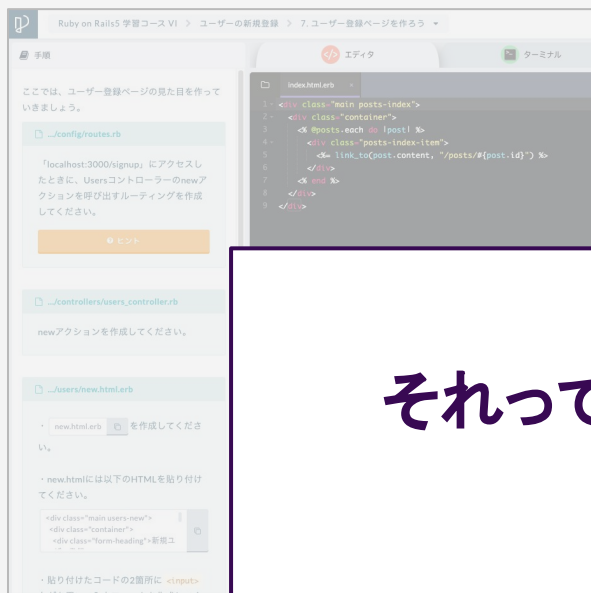 Ruby on Rails5 学習コース VI > ユーザーの新規登録 > 7. ユーザー登録ページを作ろう
手順
エディタ
ターミナル
ここでは、ユーザー登録ページの見た目を作って
いきましょう。
.../config/routes.rb
「localhost:3000/signup」にアクセスし
たときに、Usersコントローラーのnewア
クションを呼び出すルーティングを作成
してください。
ヒント
.../controllers/users_controller.rb
newアクションを作成してください。
.../users/new.html.erb
・ new.html.erb を作成してくださ
い。
・new.htmlには以下のHTMLを貼り付け
てください。
<div class="main users-new">
<div class="container">
<div class="form-heading">新規ユ
・貼り付けたコードの2箇所に <input>
index.html.erb ×
1 <div class="main posts-index">
2 <div class="container">
3 <% @posts.each do |post| %>
4 <div class="posts-index-item">
5 <%= link_to(post.content, "/posts/#{post.id}") %>
6 </div>
7 <% end %>
8 </div>
9 </div>
それって